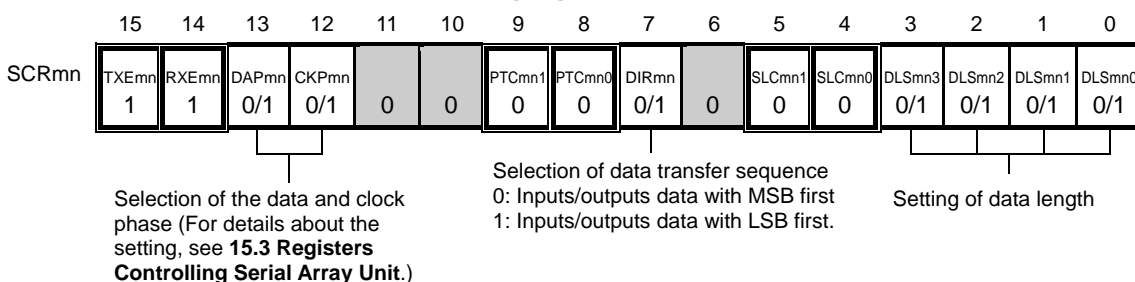 15 14 13 12 11 10 9 8 7 6 5 4 3 2 1 0
SCRmn TXEmn RXEmn DAPmn CKPmn PTCmn1 PTCmn0 DIRmn SLCmn1 SLCmn0 DLSmn3 DLSmn2 DLSmn1 DLSmn0
1 1 0/1 0/1 0 0 0 0 0/1 0 0 0 0/1 0/1 0/1 0/1
Selection of the data and clock
phase (For details about the
setting, see 15.3 Registers
Controlling Serial Array Unit.)
Selection of data transfer sequence
0: Inputs/outputs data with MSB first
1: Inputs/outputs data with LSB first.
Setting of data length